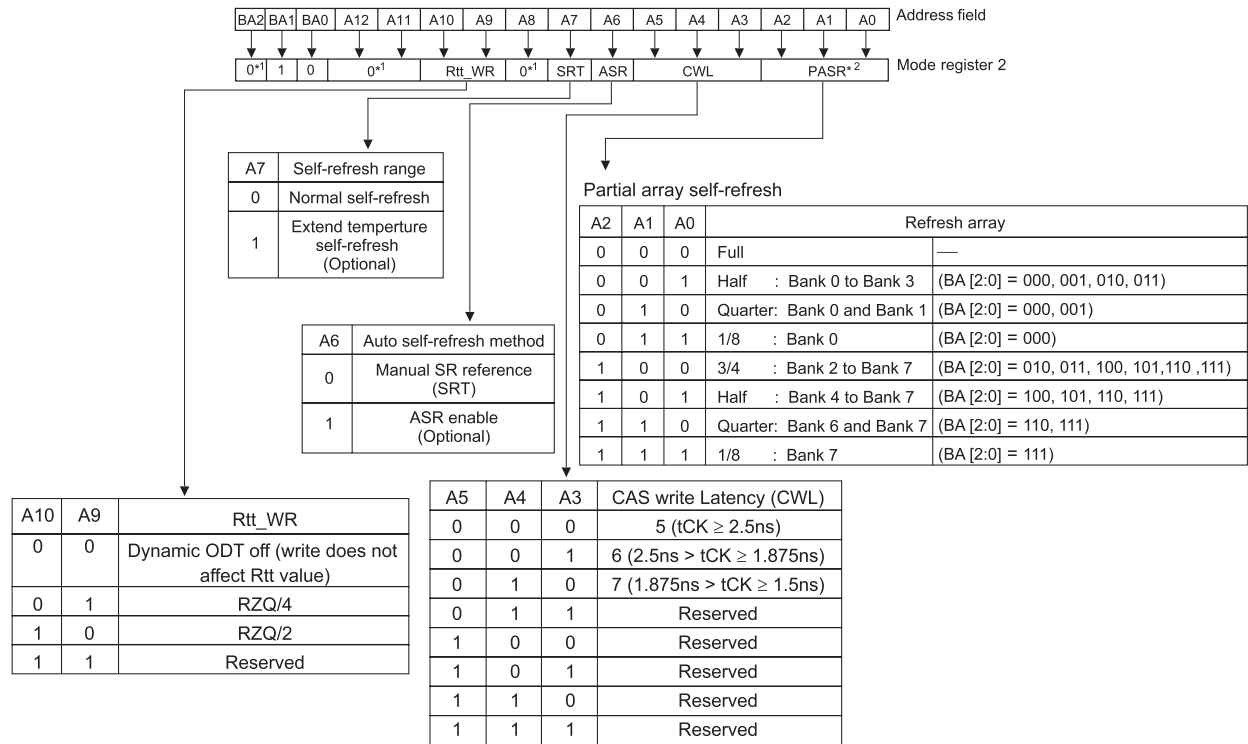 BA2 BA1 BA0 A12 A11 A10 A9 A8 A7 A6 A5 A4 A3 A2 A1 A0 Address field
0*1 1 0 0*1 Rtt_WR 0*1 SRT ASR CWL PASR*2 Mode register 2
A7 Self-refresh range
0 Normal self-refresh
1 Extend temperture
self-refresh
(Optional)
Partial array self-refresh
A2 A1 A0 Refresh array
0 0 0 Full —
0 0 1 Half : Bank 0 to Bank 3 (BA [2:0] = 000, 001, 010, 011)
0 1 0 Quarter: Bank 0 and Bank 1 (BA [2:0] = 000, 001)
0 1 1 1/8 : Bank 0 (BA [2:0] = 000)
1 0 0 3/4 : Bank 2 to Bank 7 (BA [2:0] = 010, 011, 100, 101,110 ,111)
1 0 1 Half : Bank 4 to Bank 7 (BA [2:0] = 100, 101, 110, 111)
1 1 0 Quarter: Bank 6 and Bank 7 (BA [2:0] = 110, 111)
1 1 1 1/8 : Bank 7 (BA [2:0] = 111)
A6 Auto self-refresh method
0 Manual SR reference
(SRT)
1 ASR enable
(Optional)
A10 A9 Rtt_WR
0 0 Dynamic ODT off (write does not
affect Rtt value)
0 1 RZQ/4
1 0 RZQ/2
1 1 Reserved
A5 A4 A3 CAS write Latency (CWL)
0 0 0 5 (tCK ≥ 2.5ns)
0 0 1 6 (2.5ns > tCK ≥ 1.875ns)
0 1 0 7 (1.875ns > tCK ≥ 1.5ns)
0 1 1 Reserved
1 0 0 Reserved
1 0 1 Reserved
1 1 0 Reserved
1 1 1 Reserved